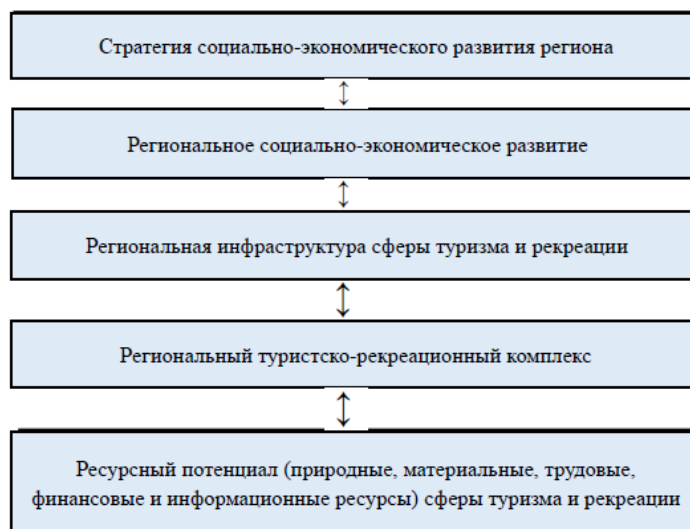 Стратегия социально-экономического развития региона
↕
Региональное социально-экономическое развитие
↕
Региональная инфраструктура сферы туризма и рекреации
↕
Региональный туристско-рекреационный комплекс
↕
Ресурсный потенциал (природные, материальные, трудовые,
финансовые и информационные ресурсы) сферы туризма и рекреации